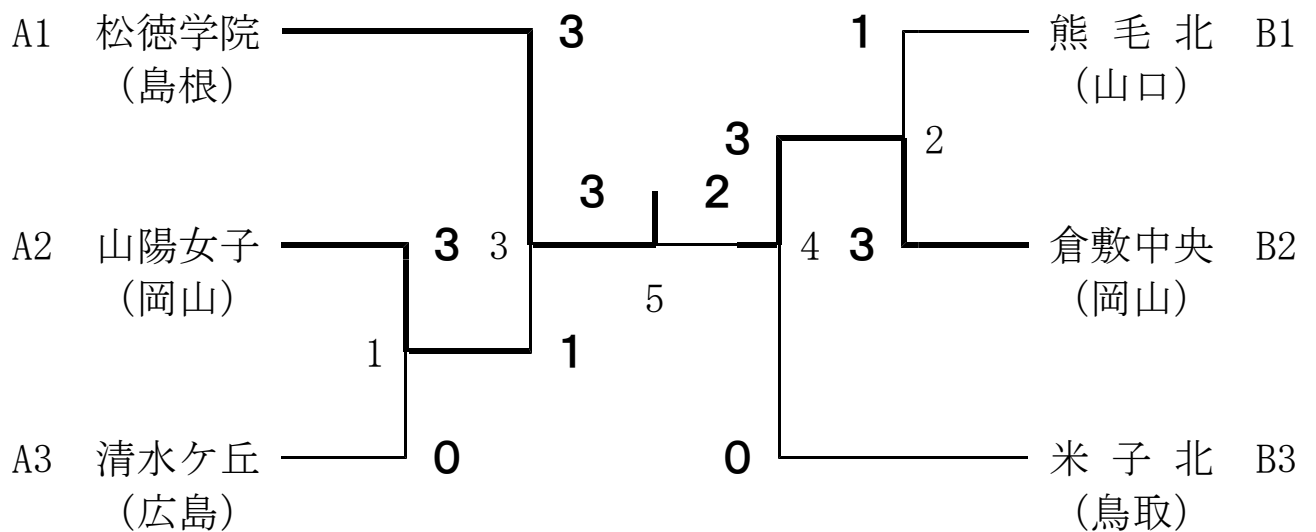 A1 松徳学院 3 1 熊毛北 B1
(島根) (山口)
3 2
3 2
A2 山陽女子 3 3 4 3 倉敷中央 B2
(岡山) (岡山)
5
1 1
A3 清水ケ丘 0 0 米子北 B3
(広島) (鳥取)